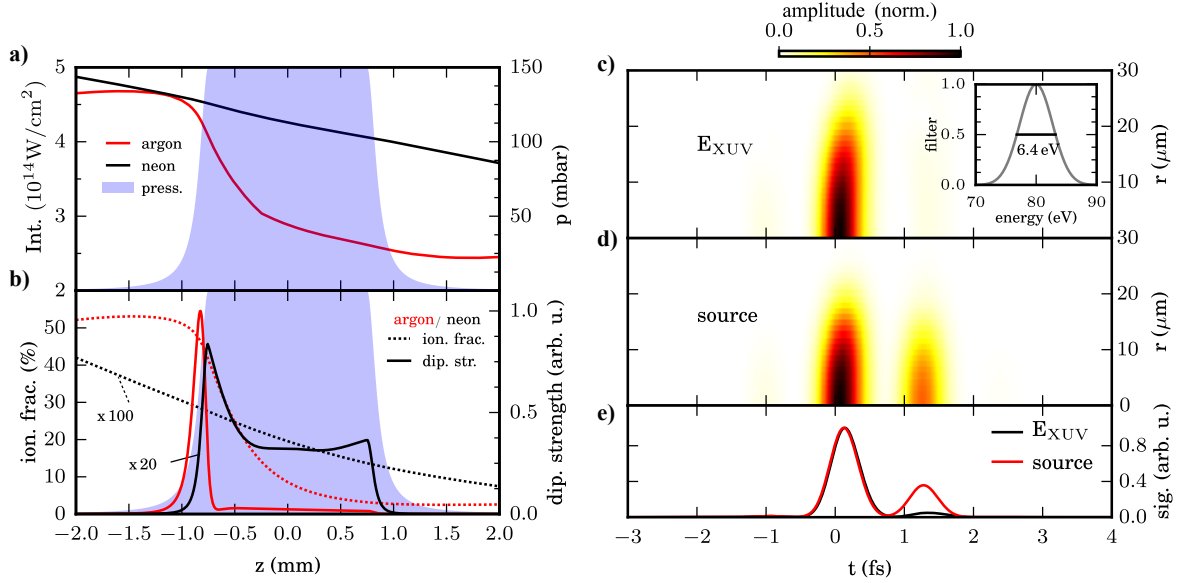 amplitude (norm.)
0.0 0.5 1.0
a)
5
4
3
2
Int. (10¹⁴ W/cm²)
argon
neon
press.
150
100
50
0
p (mbar)
b)
50
40
30
20
10
0
ion. frac. (%)
x 100
x 20
argon/ neon
ion. frac.
dip. str.
1.0
0.5
0.0
dip. strength (arb. u.)
−2.0 −1.5 −1.0 −0.5 0.0 0.5 1.0 1.5 2.0
z (mm)
c)
E_XUV
filter
1.0
0.5
0.0
6.4 eV
70 80 90
energy (eV)
30
20
10
r (μm)
d)
source
30
20
10
0
r (μm)
e)
E_XUV
source
0.8
0.4
0.0
sig. (arb. u.)
−3 −2 −1 0 1 2 3 4
t (fs)